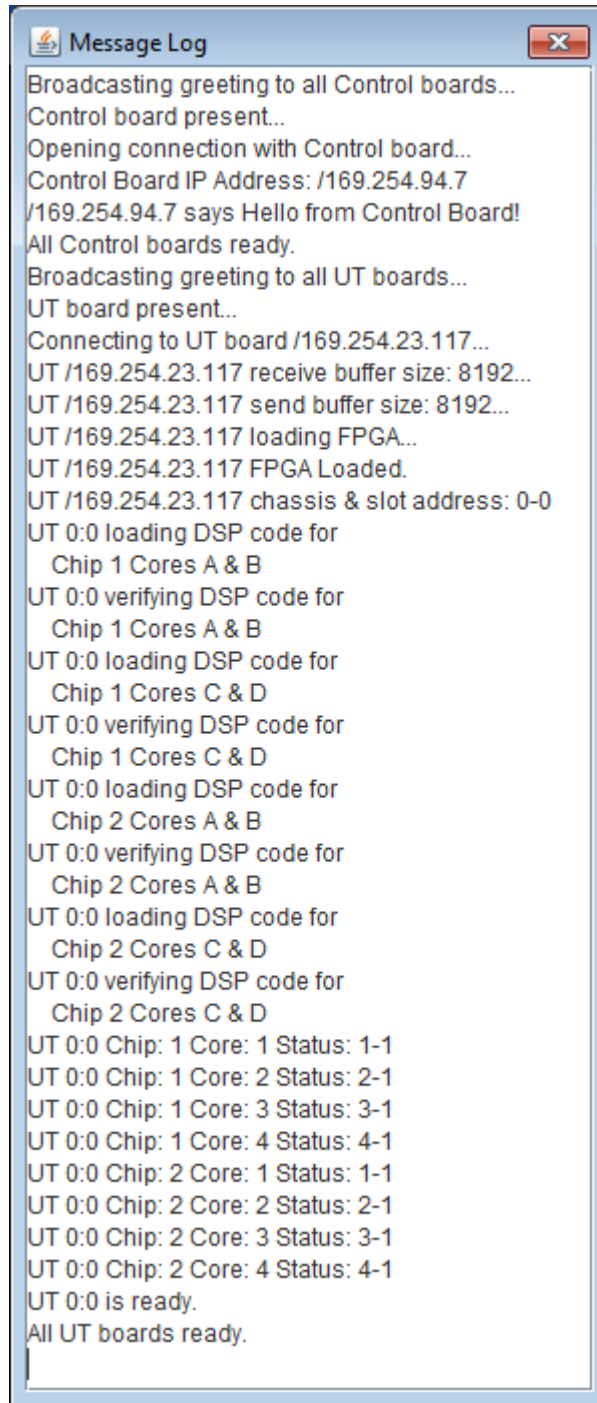 Message Log
Broadcasting greeting to all Control boards...
Control board present...
Opening connection with Control board...
Control Board IP Address: /169.254.94.7
/169.254.94.7 says Hello from Control Board!
All Control boards ready.
Broadcasting greeting to all UT boards...
UT board present...
Connecting to UT board /169.254.23.117...
UT /169.254.23.117 receive buffer size: 8192...
UT /169.254.23.117 send buffer size: 8192...
UT /169.254.23.117 loading FPGA...
UT /169.254.23.117 FPGA Loaded.
UT /169.254.23.117 chassis & slot address: 0-0
UT 0:0 loading DSP code for
Chip 1 Cores A & B
UT 0:0 verifying DSP code for
Chip 1 Cores A & B
UT 0:0 loading DSP code for
Chip 1 Cores C & D
UT 0:0 verifying DSP code for
Chip 1 Cores C & D
UT 0:0 loading DSP code for
Chip 2 Cores A & B
UT 0:0 verifying DSP code for
Chip 2 Cores A & B
UT 0:0 loading DSP code for
Chip 2 Cores C & D
UT 0:0 verifying DSP code for
Chip 2 Cores C & D
UT 0:0 Chip: 1 Core: 1 Status: 1-1
UT 0:0 Chip: 1 Core: 2 Status: 2-1
UT 0:0 Chip: 1 Core: 3 Status: 3-1
UT 0:0 Chip: 1 Core: 4 Status: 4-1
UT 0:0 Chip: 2 Core: 1 Status: 1-1
UT 0:0 Chip: 2 Core: 2 Status: 2-1
UT 0:0 Chip: 2 Core: 3 Status: 3-1
UT 0:0 Chip: 2 Core: 4 Status: 4-1
UT 0:0 is ready.
All UT boards ready.